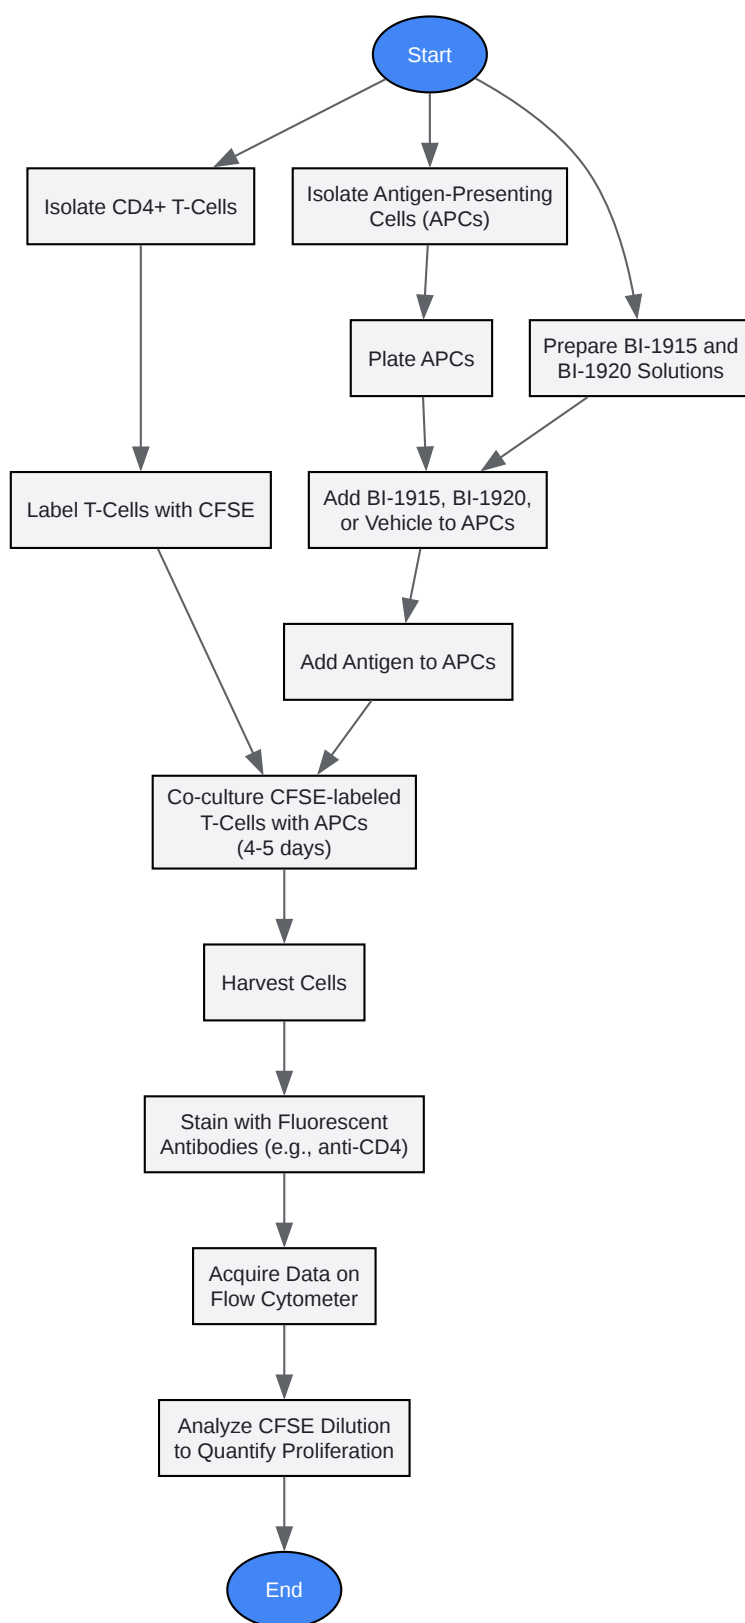 Start
Isolate CD4+ T-Cells
Isolate Antigen-Presenting
Cells (APCs)
Plate APCs
Prepare BI-1915 and
BI-1920 Solutions
Label T-Cells with CFSE
Add BI-1915, BI-1920,
or Vehicle to APCs
Add Antigen to APCs
Co-culture CFSE-labeled
T-Cells with APCs
(4-5 days)
Harvest Cells
Stain with Fluorescent
Antibodies (e.g., anti-CD4)
Acquire Data on
Flow Cytometer
Analyze CFSE Dilution
to Quantify Proliferation
End